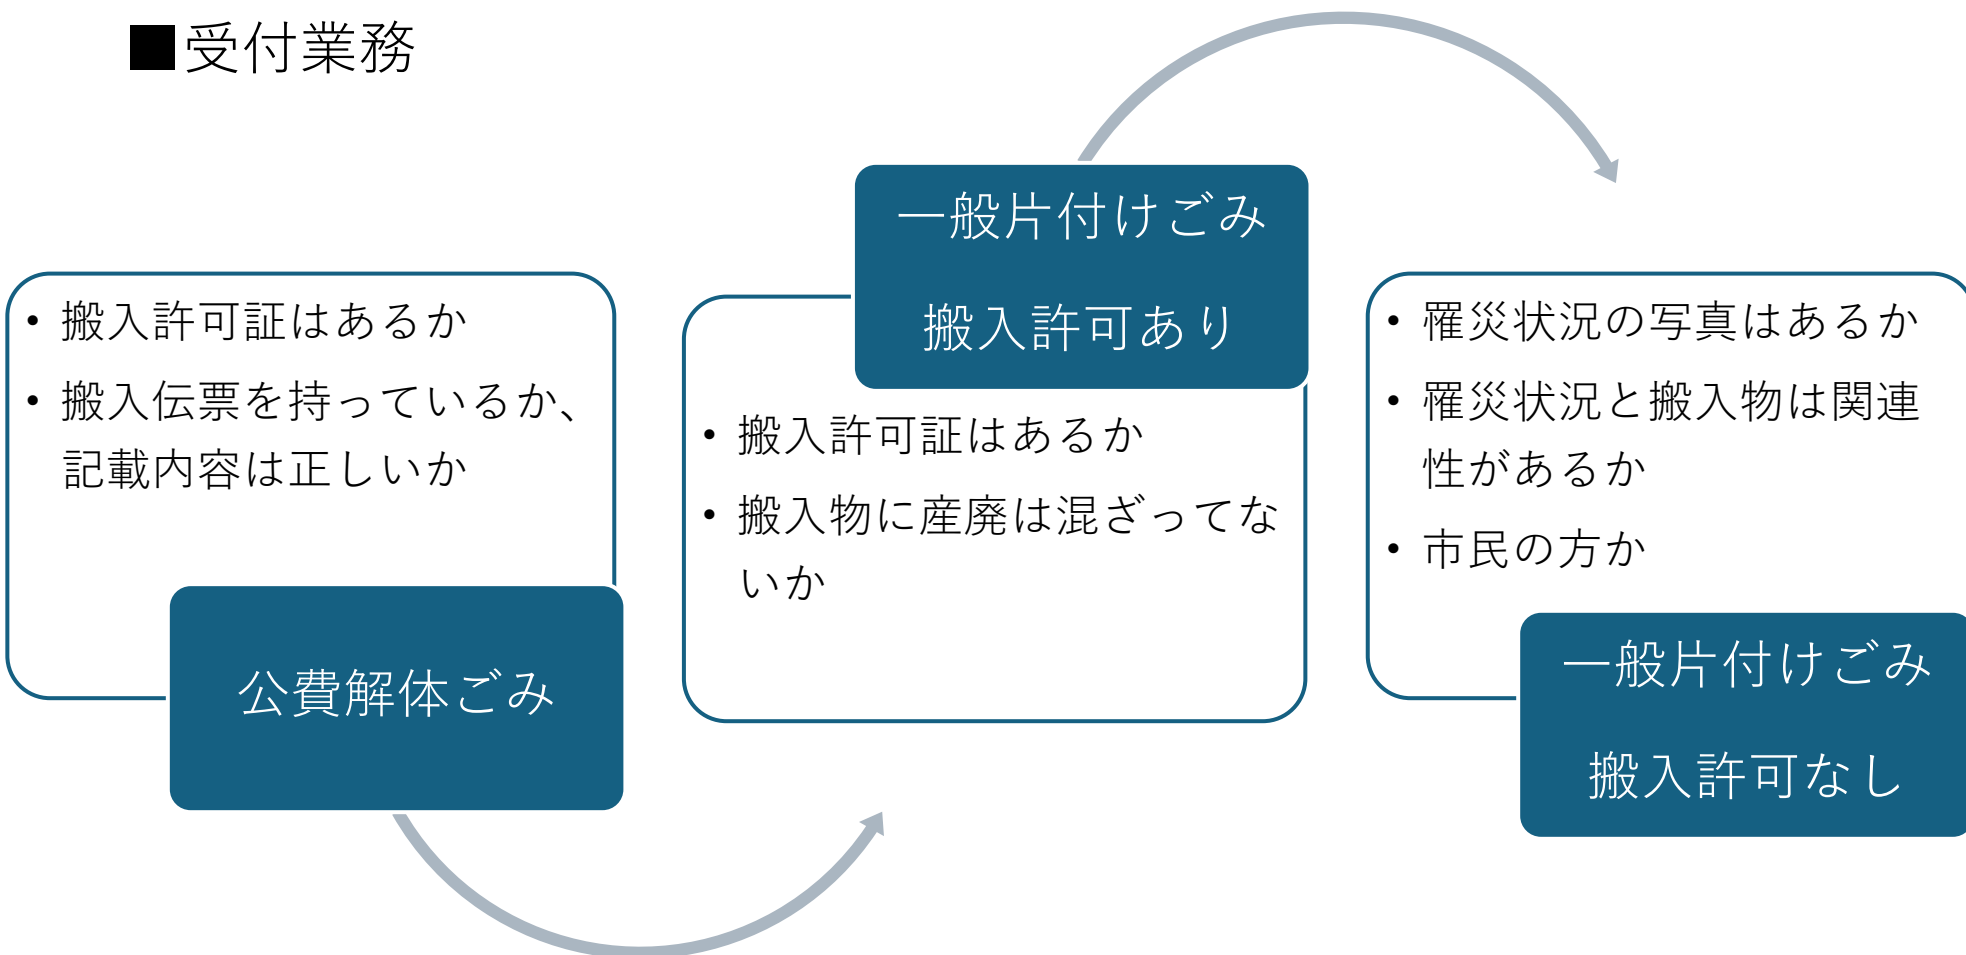 ■受付業務
• 搬入許可証はあるか
• 搬入伝票を持っているか、
記載内容は正しいか
公費解体ごみ
一般片付けごみ
搬入許可あり
• 搬入許可証はあるか
• 搬入物に産廃は混ざってな
いか
• 罹災状況の写真はあるか
• 罹災状況と搬入物は関連
性があるか
• 市民の方か
一般片付けごみ
搬入許可なし